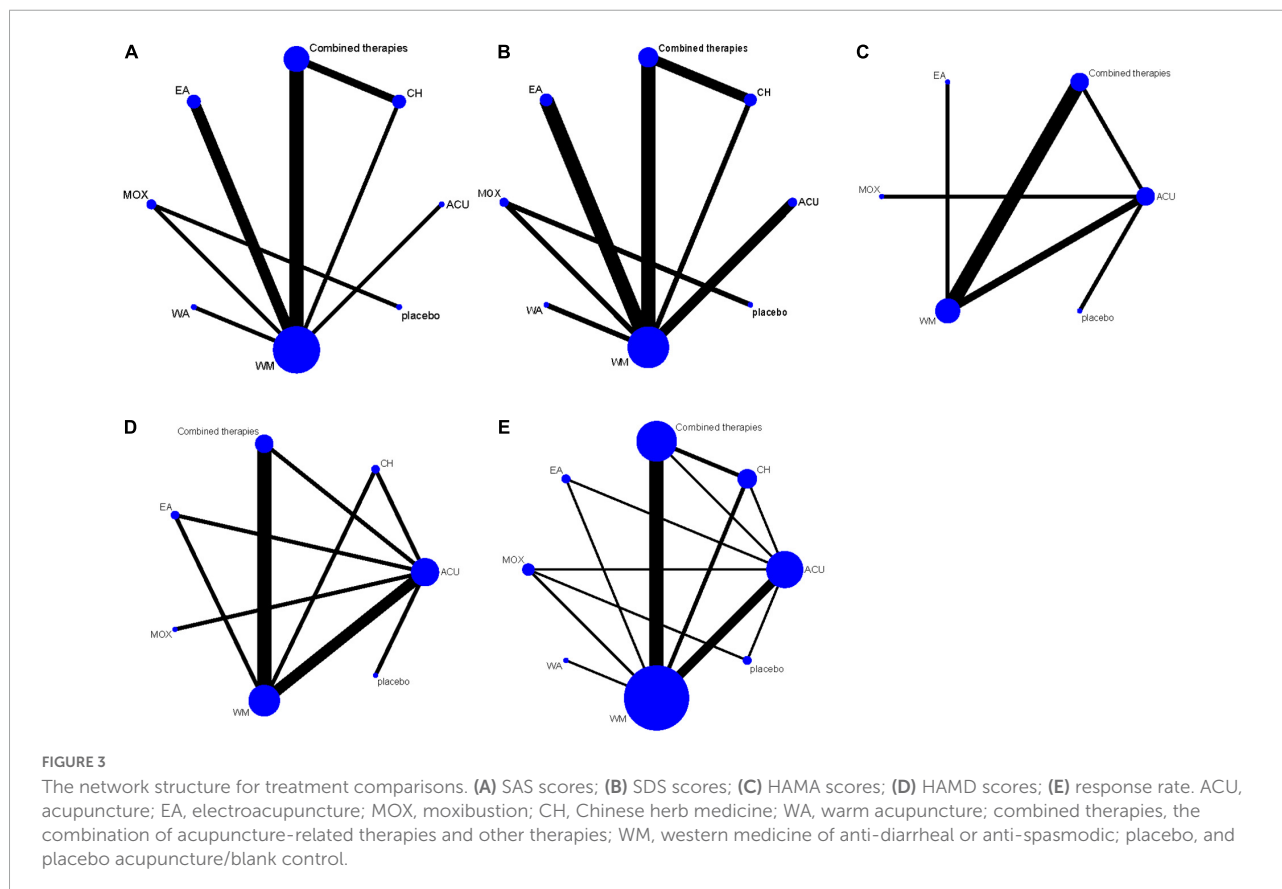 A
Combined therapies
EA
CH
MOX
ACU
WA
placebo
WM
B
Combined therapies
EA
CH
MOX
ACU
WA
placebo
WM
C
Combined therapies
EA
MOX
ACU
WM
placebo
D
Combined therapies
CH
EA
ACU
MOX
placebo
WM
E
Combined therapies
EA
CH
MOX
ACU
WA
placebo
WM
FIGURE 3
The network structure for treatment comparisons. (A) SAS scores; (B) SDS scores; (C) HAMA scores; (D) HAMD scores; (E) response rate. ACU,
acupuncture; EA, electroacupuncture; MOX, moxibustion; CH, Chinese herb medicine; WA, warm acupuncture; combined therapies, the
combination of acupuncture-related therapies and other therapies; WM, western medicine of anti-diarrheal or anti-spasmodic; placebo, and
placebo acupuncture/blank control.